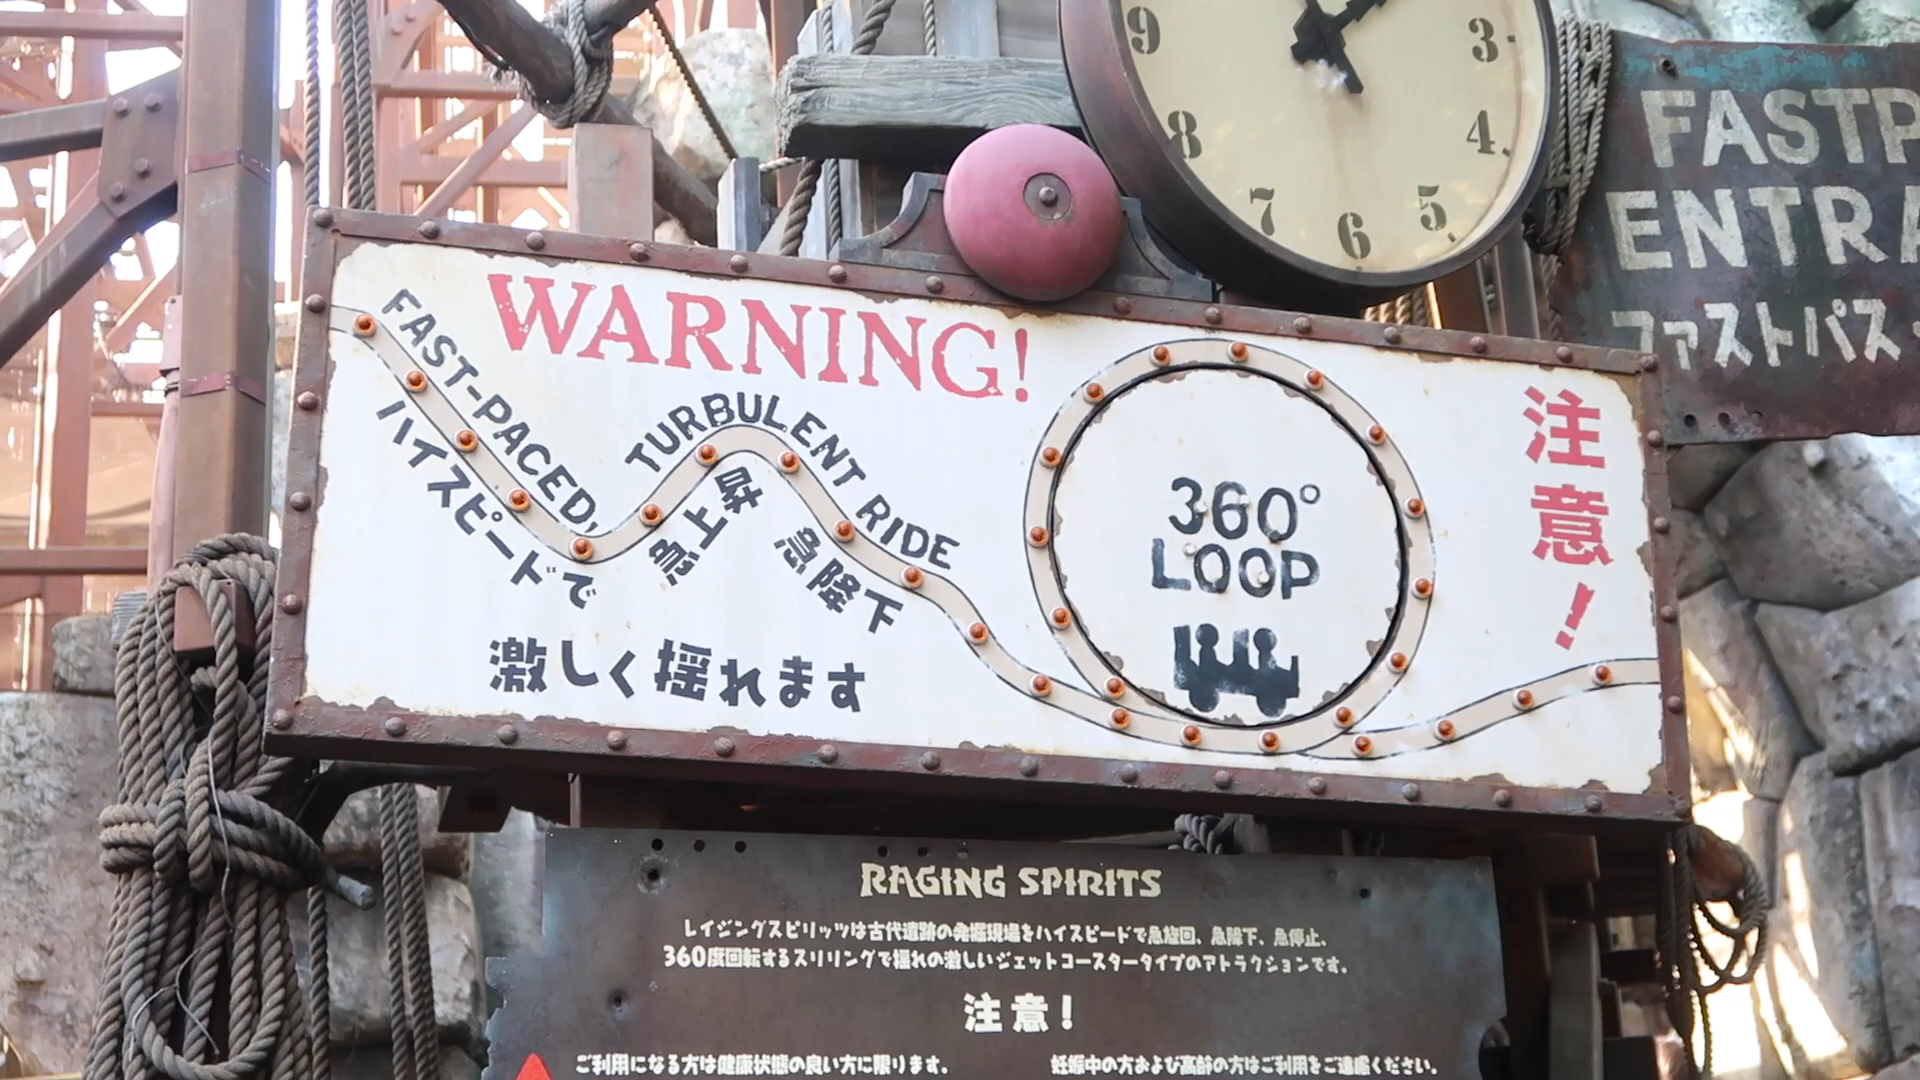 9
3
8
4
7
6
5
FASTP
ENTRA
ファストパス
WARNING!
FAST-PACED,
TURBULENT RIDE
ハイスピードで
急上昇
急降下
激しく揺れます
360°
LOOP
注意!
RAGING SPIRITS
レイジングスピリッツは古代遺跡の発掘現場をハイスピードで急旋回、急降下、急停止、
360度回転するスリリングで揺れの激しいジェットコースタータイプのアトラクションです。
注意!
ご利用になる方は健康状態の良い方に限ります。
妊娠中の方および高齢の方はご利用をご遠慮ください。